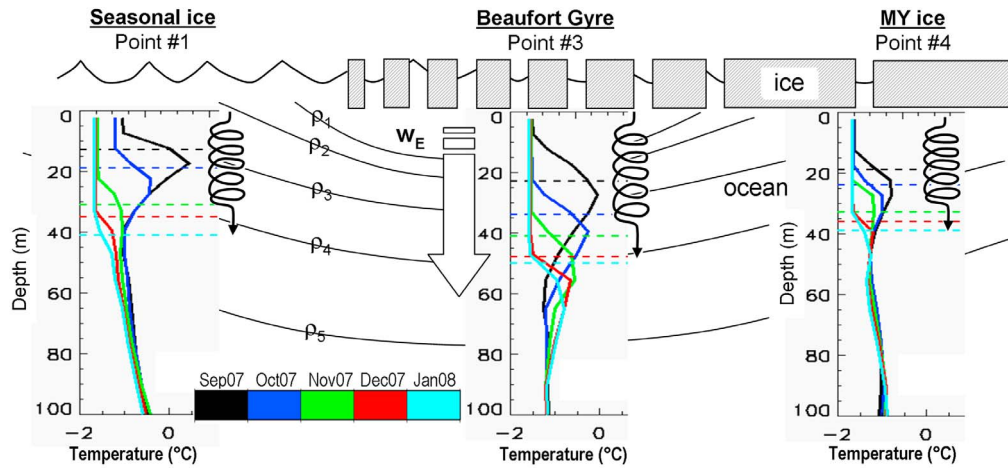 Seasonal ice
Point #1
Beaufort Gyre
Point #3
MY ice
Point #4
ice
ocean
W_E
ρ1
ρ2
ρ3
ρ4
ρ5
Depth (m)
0
20
40
60
80
100
-2 0
Temperature (°C)
Depth (m)
0
20
40
60
80
100
-2 0
Temperature (°C)
Depth (m)
0
20
40
60
80
100
-2 0
Temperature (°C)
Sep07 Oct07 Nov07 Dec07 Jan08